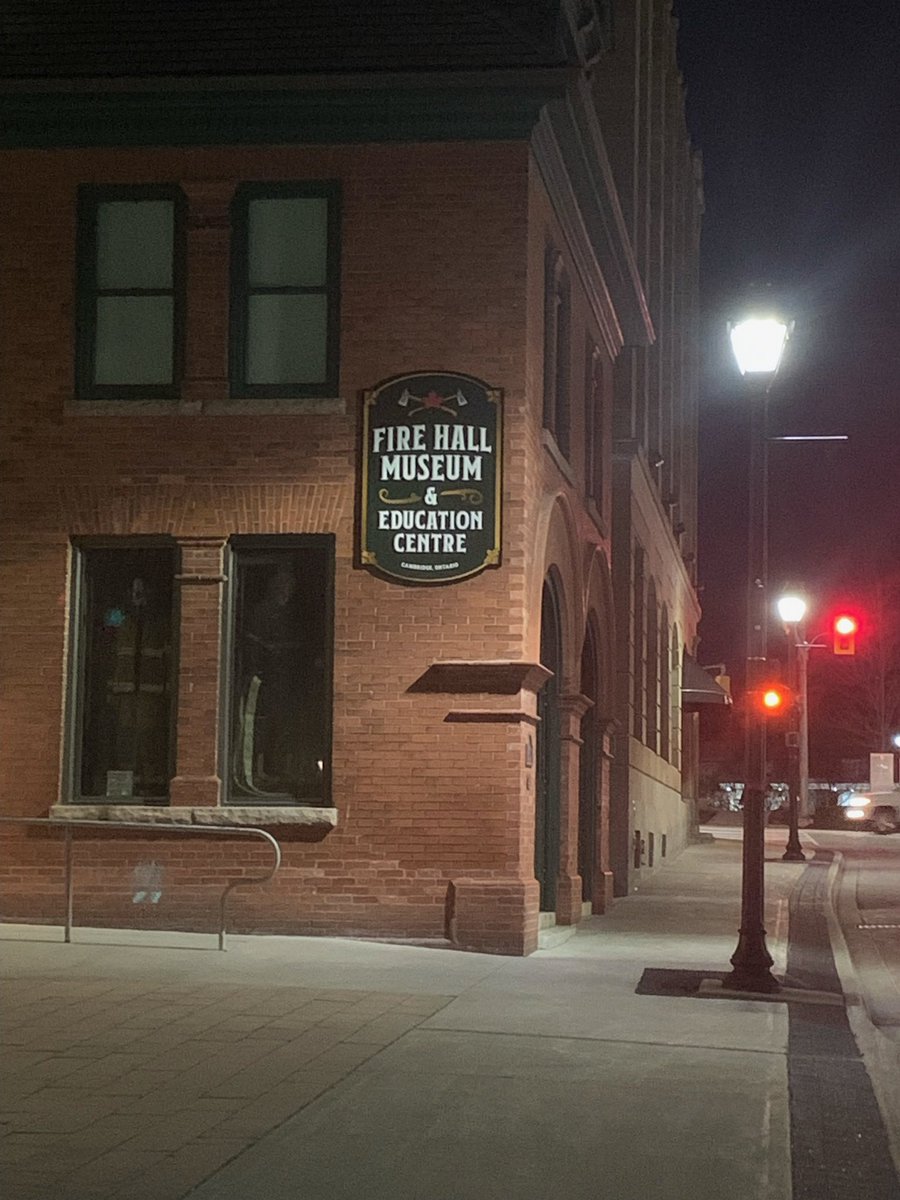 FIRE HALL
MUSEUM
&
EDUCATION
CENTRE
CAMBRIDGE, ONTARIO